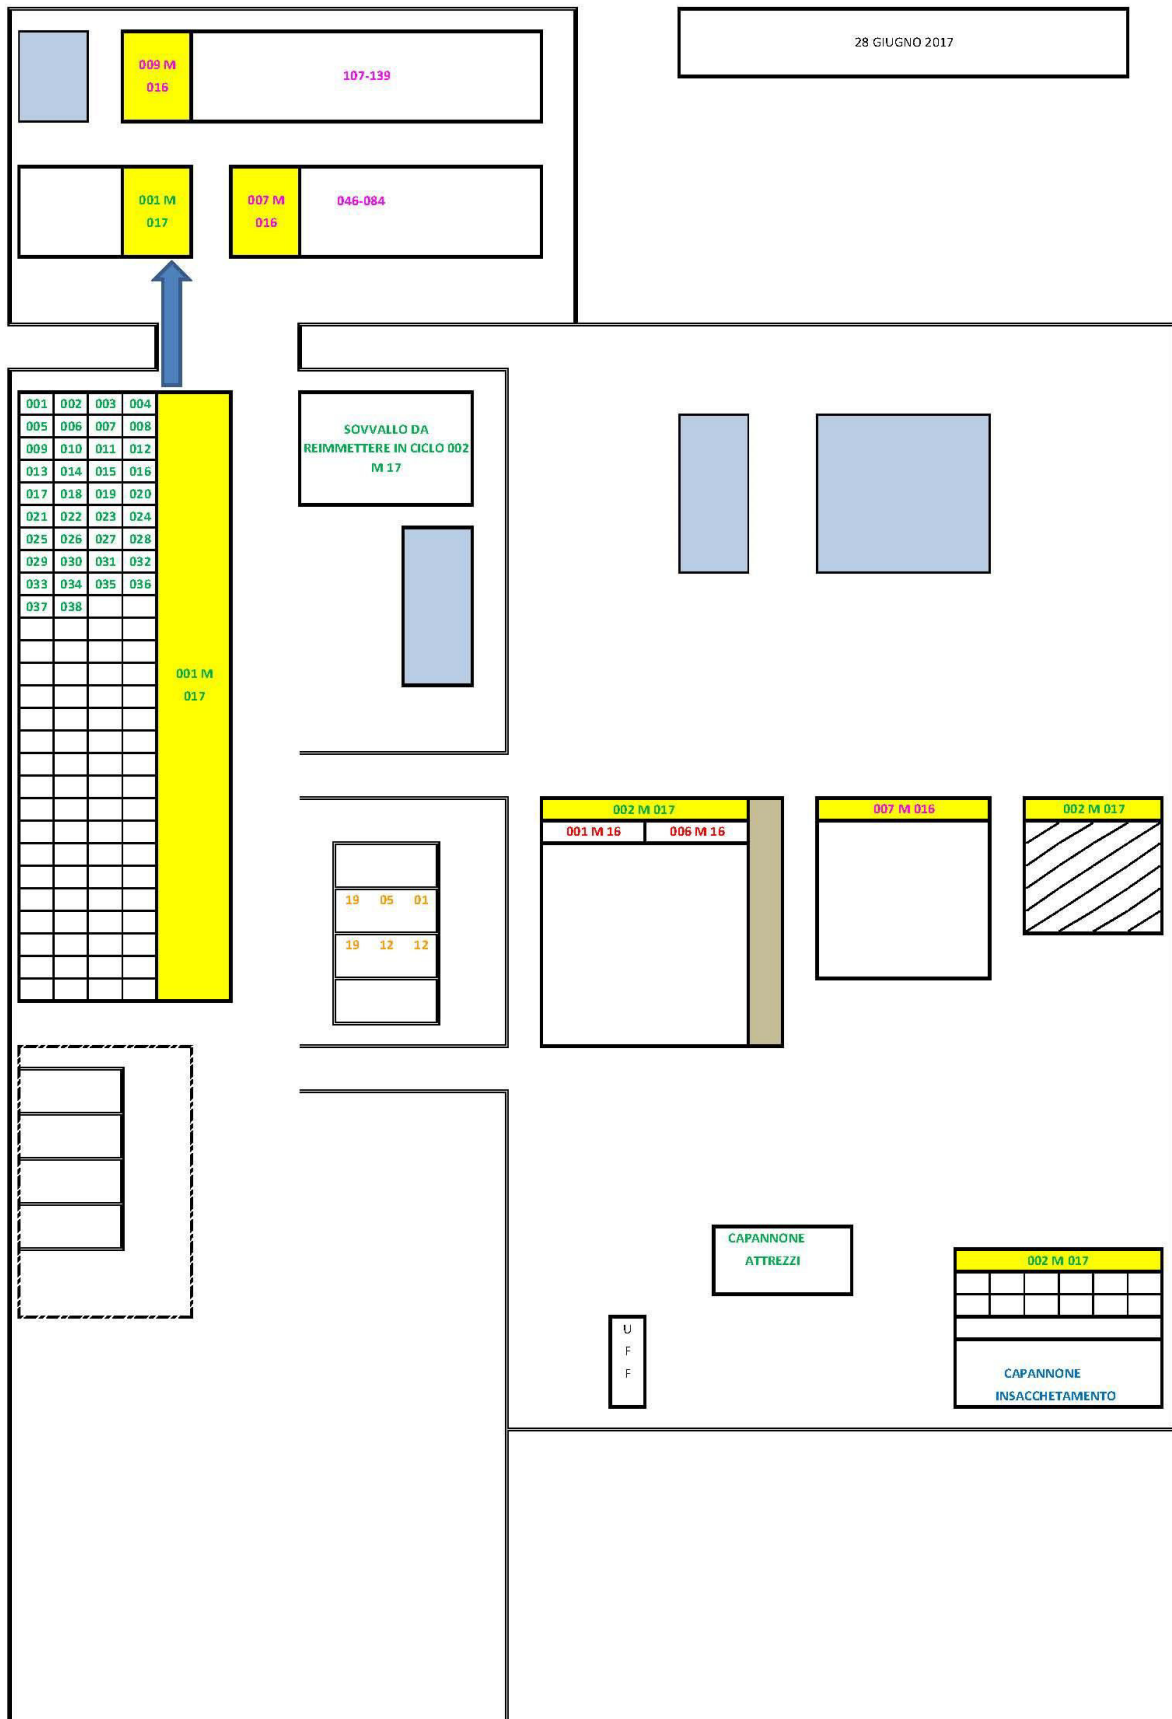 28 GIUGNO 2017
009 M
016
107-139
001 M
017
007 M
016
046-084
001 002 003 004
005 006 007 008
009 010 011 012
013 014 015 016
017 018 019 020
021 022 023 024
025 026 027 028
029 030 031 032
033 034 035 036
037 038
001 M
017
SOVVALLO DA
REIMMETTERE IN CICLO 002
M 17
19 05 01
19 12 12
002 M 017
001 M 16 006 M 16
007 M 016
002 M 017
CAPANNONE
ATTREZZI
U
F
F
002 M 017
CAPANNONE
INSACCHETAMENTO